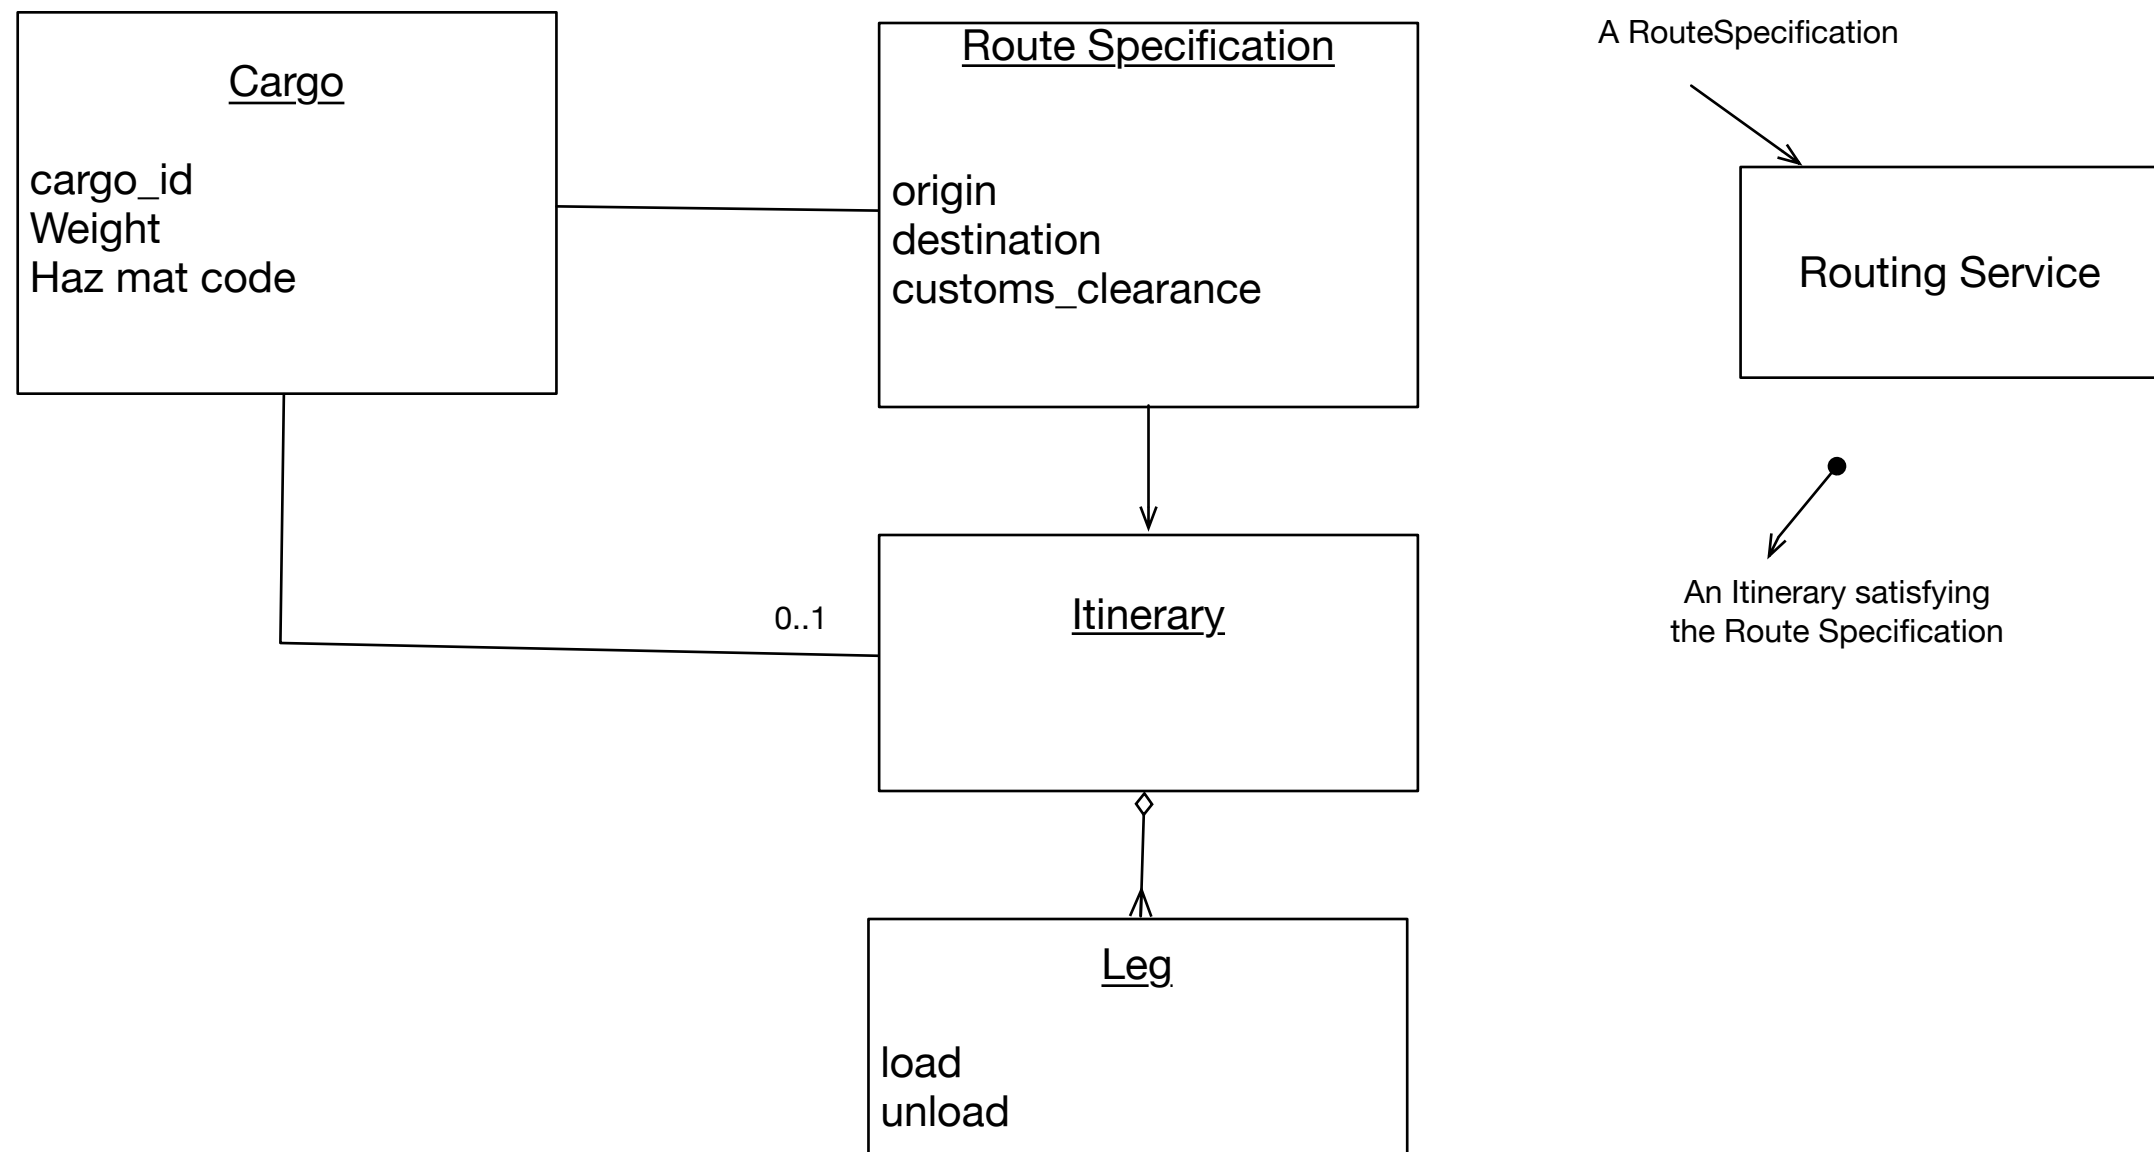 Cargo
cargo_id
Weight
Haz mat code
Route Specification
origin
destination
customs_clearance
A RouteSpecification
Routing Service
0..1
Itinerary
An Itinerary satisfying
the Route Specification
Leg
load
unload